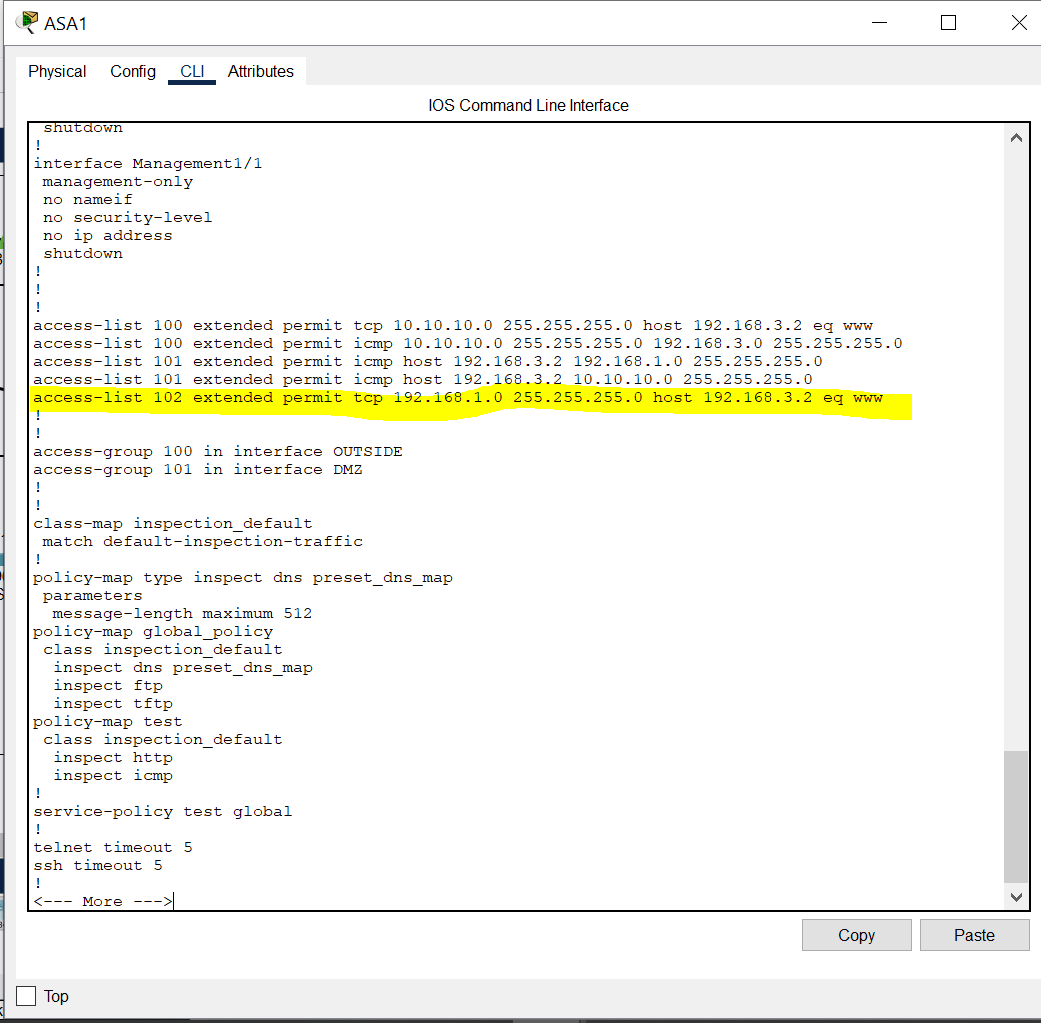 ASA1
Physical Config CLI Attributes
IOS Command Line Interface
 shutdown
!
interface Management1/1
 management-only
 no nameif
 no security-level
 no ip address
 shutdown
!
!
!
access-list 100 extended permit tcp 10.10.10.0 255.255.255.0 host 192.168.3.2 eq www
access-list 100 extended permit icmp 10.10.10.0 255.255.255.0 192.168.3.0 255.255.255.0
access-list 101 extended permit icmp host 192.168.3.2 192.168.1.0 255.255.255.0
access-list 101 extended permit icmp host 192.168.3.2 10.10.10.0 255.255.255.0
access-list 102 extended permit tcp 192.168.1.0 255.255.255.0 host 192.168.3.2 eq www
!
!
access-group 100 in interface OUTSIDE
access-group 101 in interface DMZ
!
!
class-map inspection_default
 match default-inspection-traffic
!
policy-map type inspect dns preset_dns_map
 parameters
  message-length maximum 512
policy-map global_policy
 class inspection_default
  inspect dns preset_dns_map
  inspect ftp
  inspect tftp
policy-map test
 class inspection_default
  inspect http
  inspect icmp
!
service-policy test global
!
telnet timeout 5
ssh timeout 5
!
<--- More --->
Copy Paste
Top